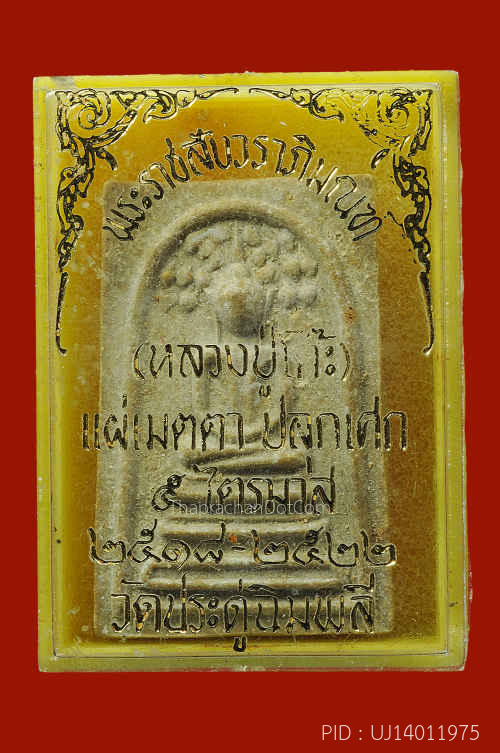 พระราชสังวราภิมณฑ์
(หลวงปู่โต๊ะ)
แผ่เมตตา ปลุกเศก
๕ ไตรมาส
ThaprachanDotCom
๒๕๑๘-๒๕๒๒
วัดประดู่ฉิมพลี
PID : UJ14011975